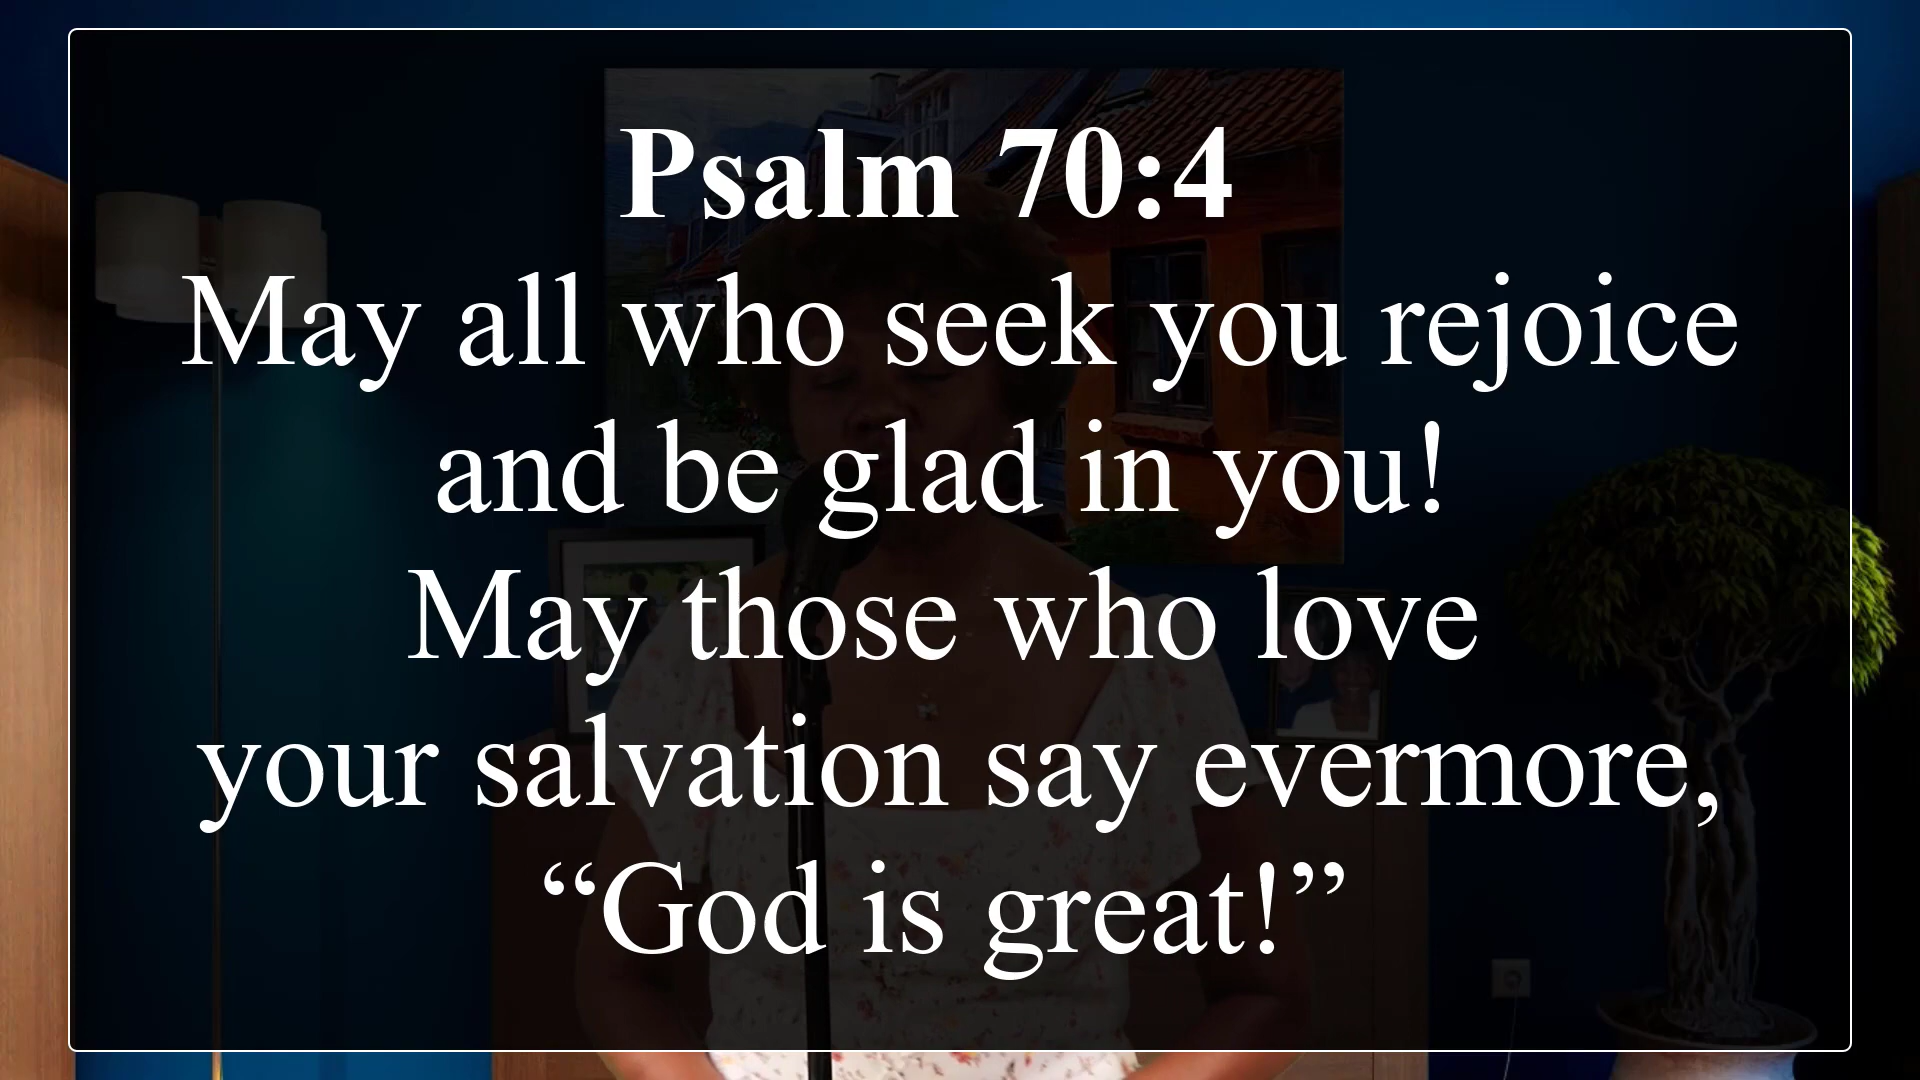 Psalm 70:4
May all who seek you rejoice
and be glad in you!
May those who love
your salvation say evermore,
“God is great!”